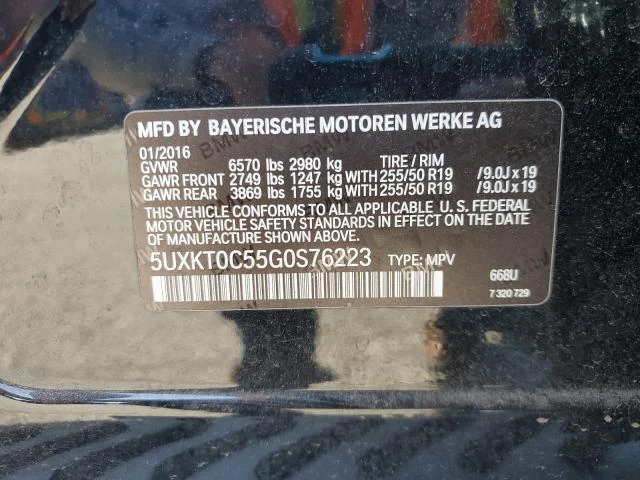 MFD BY BAYERISCHE MOTOREN WERKE AG
01/2016
GVWR 6570 lbs 2980 kg TIRE / RIM
GAWR FRONT 2749 lbs 1247 kg WITH 255/50 R19 /9.0J x 19
GAWR REAR 3869 lbs 1755 kg WITH 255/50 R19 /9.0J x 19
THIS VEHICLE CONFORMS TO ALL APPLICABLE U. S. FEDERAL
MOTOR VEHICLE SAFETY STANDARDS IN EFFECT ON THE DATE
OF MANUFACTURE SHOWN ABOVE.
5UXKT0C55G0S76223 TYPE: MPV
668U
7 320 729